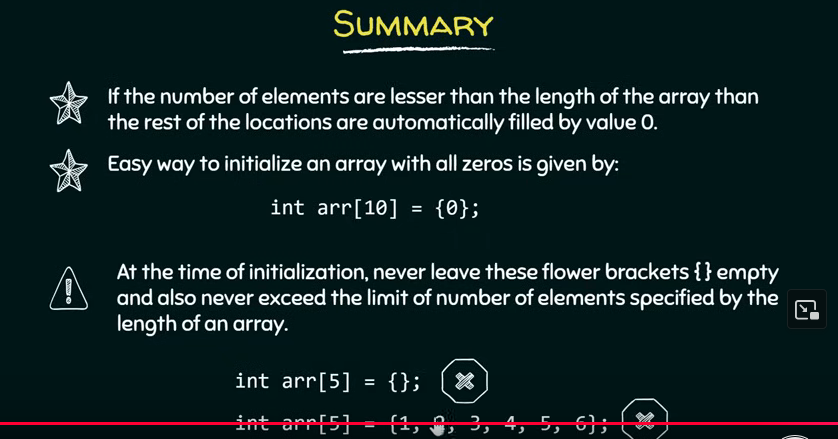 SUMMARY
If the number of elements are lesser than the length of the array than
the rest of the locations are automatically filled by value 0.
Easy way to initialize an array with all zeros is given by:
int arr[10] = {0};
At the time of initialization, never leave these flower brackets {} empty
and also never exceed the limit of number of elements specified by the
length of an array.
int arr[5] = {};
int arr[5] = {1, 2, 3, 4, 5, 6};